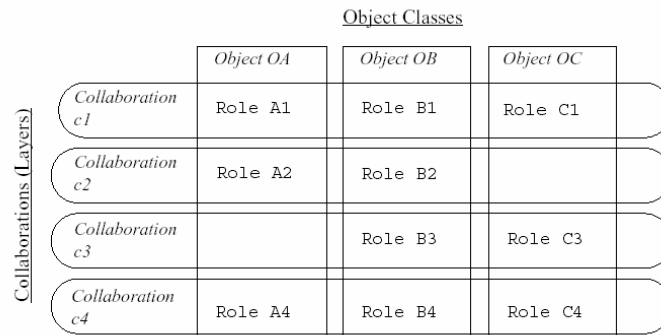 Object Classes
Object OA Object OB Object OC
Collaborations (Layers)
Collaboration
c1
Role A1 Role B1 Role C1
Collaboration
c2
Role A2 Role B2
Collaboration
c3
Role B3 Role C3
Collaboration
c4
Role A4 Role B4 Role C4